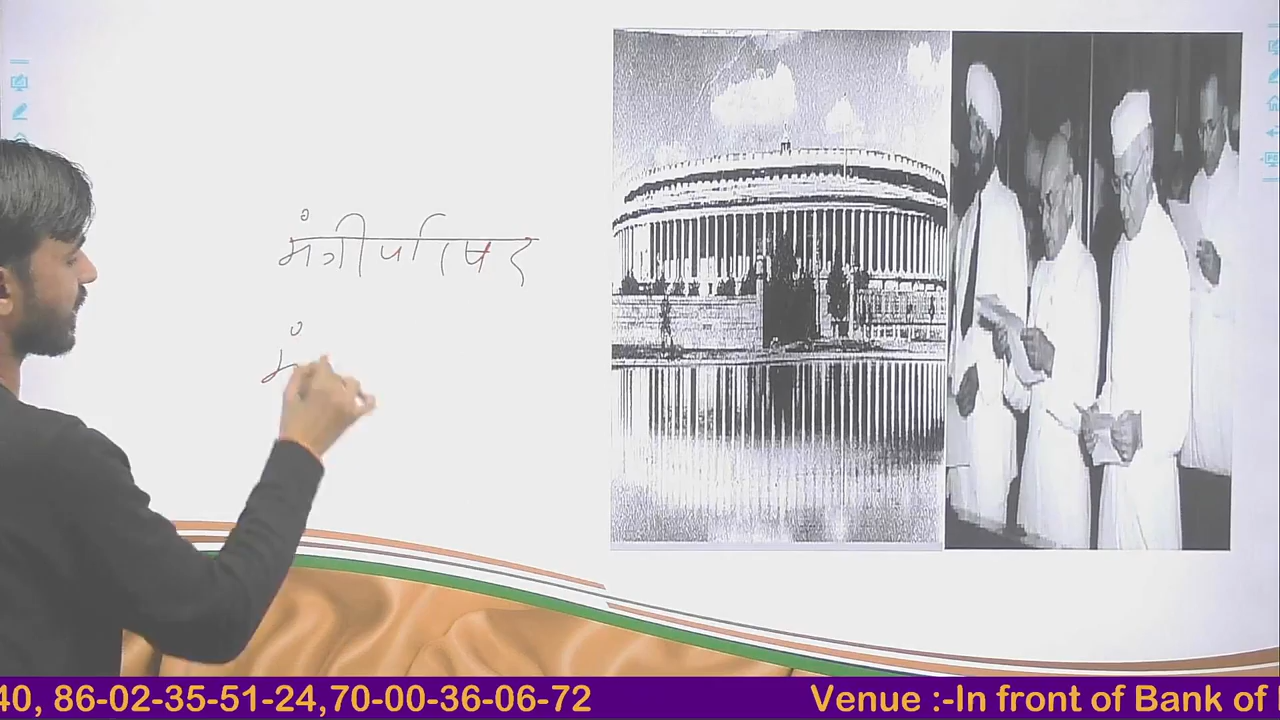 मंत्रीपरिषद
मं
40, 86-02-35-51-24,70-00-36-06-72 Venue :-In front of Bank of